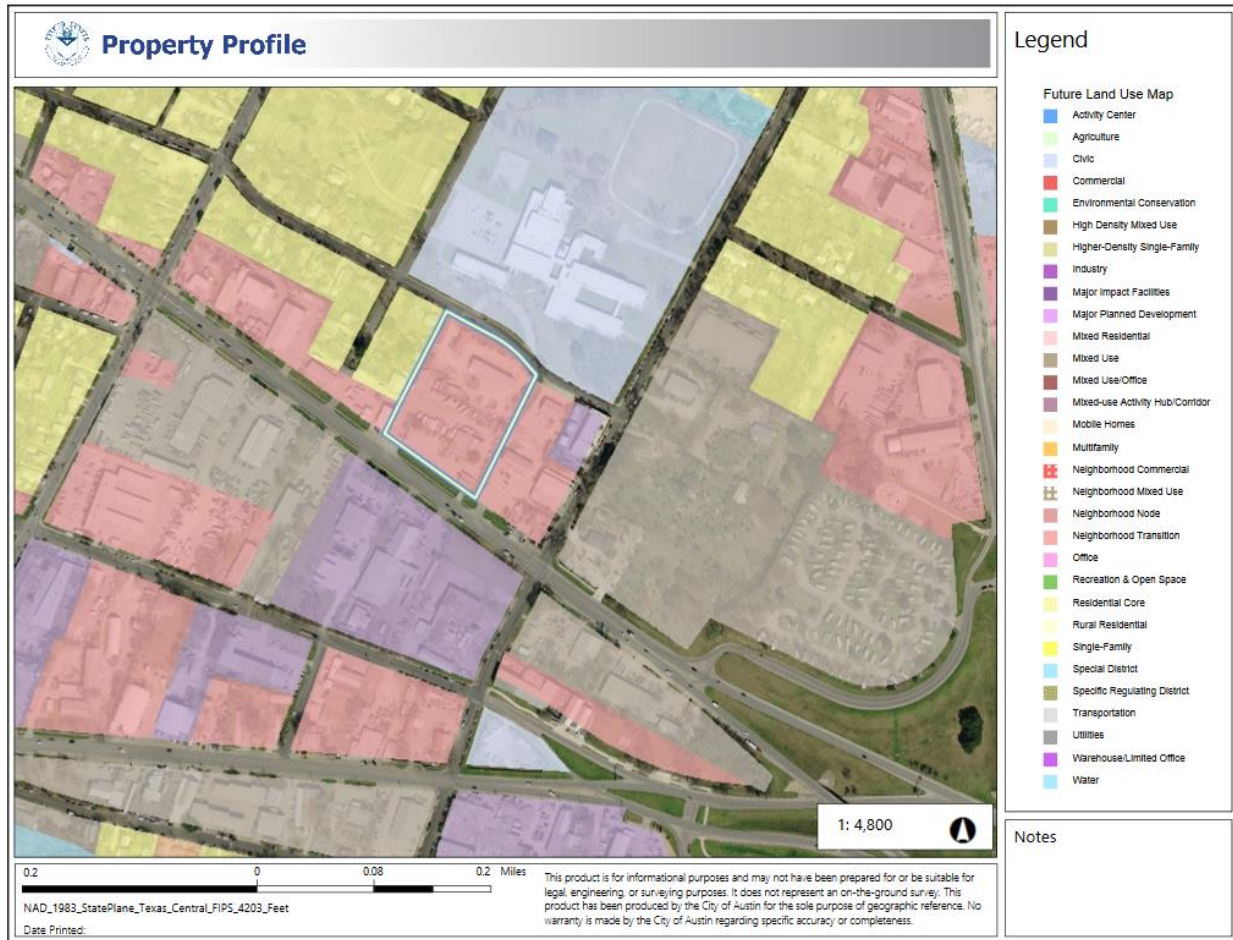 Property Profile
Legend
Future Land Use Map
Activity Center
Agriculture
Civic
Commercial
Environmental Conservation
High Density Mixed Use
Higher-Density Single-Family
Industry
Major Impact Facilities
Major Planned Development
Mixed Residential
Mixed Use
Mixed Use/Office
Mixed-use Activity Hub/Corridor
Mobile Homes
Multifamily
Neighborhood Commercial
Neighborhood Mixed Use
Neighborhood Node
Neighborhood Transition
Office
Recreation & Open Space
Residential Core
Rural Residential
Single-Family
Special District
Specific Regulating District
Transportation
Utilities
Warehouse/Limited Office
Water
1: 4,800
Notes
0.2 0 0.08 0.2 Miles
NAD_1983_StatePlane_Texas_Central_FIPS_4203_Feet
Date Printed:
This product is for informational purposes and may not have been prepared for or be suitable for
legal, engineering, or surveying purposes. It does not represent an on-the-ground survey. This
product has been produced by the City of Austin for the sole purpose of geographic reference. No
warranty is made by the City of Austin regarding specific accuracy or completeness.